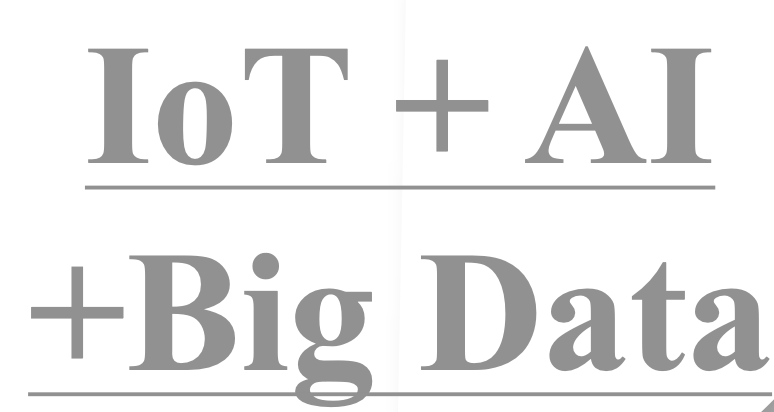 IoT + AI
+Big Data